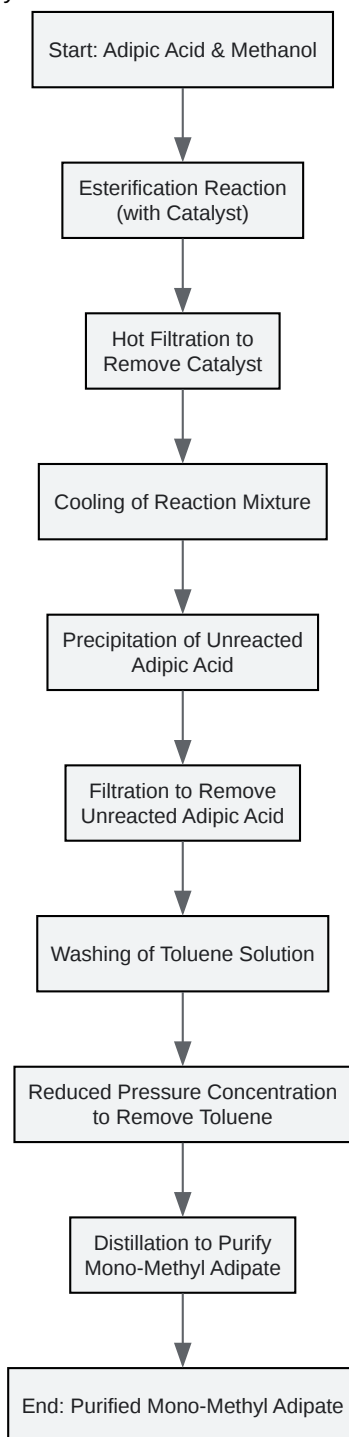 Start: Adipic Acid & Methanol
Esterification Reaction
(with Catalyst)
Hot Filtration to
Remove Catalyst
Cooling of Reaction Mixture
Precipitation of Unreacted
Adipic Acid
Filtration to Remove
Unreacted Adipic Acid
Washing of Toluene Solution
Reduced Pressure Concentration
to Remove Toluene
Distillation to Purify
Mono-Methyl Adipate
End: Purified Mono-Methyl Adipate